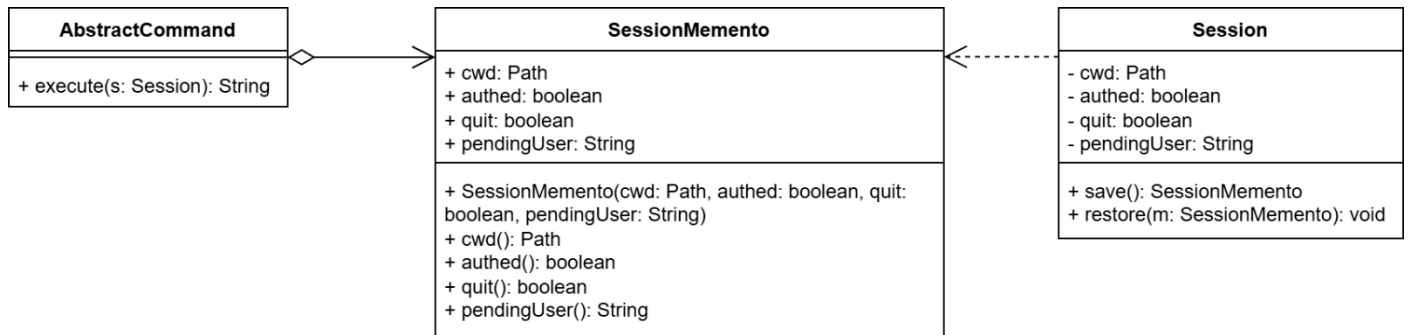 AbstractCommand
+ execute(s: Session): String
SessionMemento
+ cwd: Path
+ authed: boolean
+ quit: boolean
+ pendingUser: String
+ SessionMemento(cwd: Path, authed: boolean, quit:
boolean, pendingUser: String)
+ cwd(): Path
+ authed(): boolean
+ quit(): boolean
+ pendingUser(): String
Session
- cwd: Path
- authed: boolean
- quit: boolean
- pendingUser: String
+ save(): SessionMemento
+ restore(m: SessionMemento): void